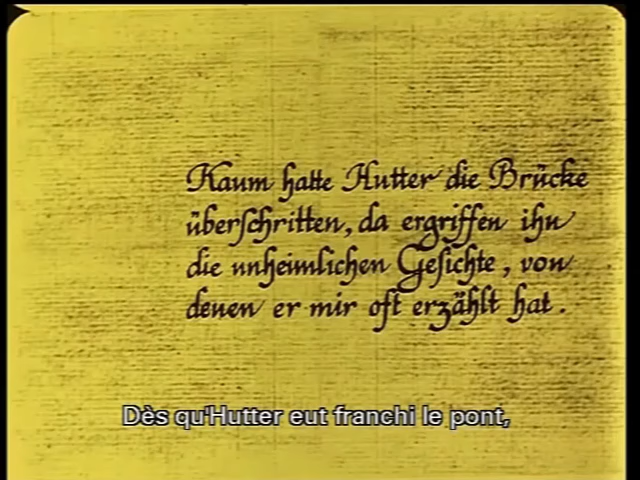 Kaum hatte Hutter die Brücke
überschritten, da ergriffen ihn
die unheimlichen Gesichte, von
denen er mir oft erzählt hat.
Dès qu'Hutter eut franchi le pont,